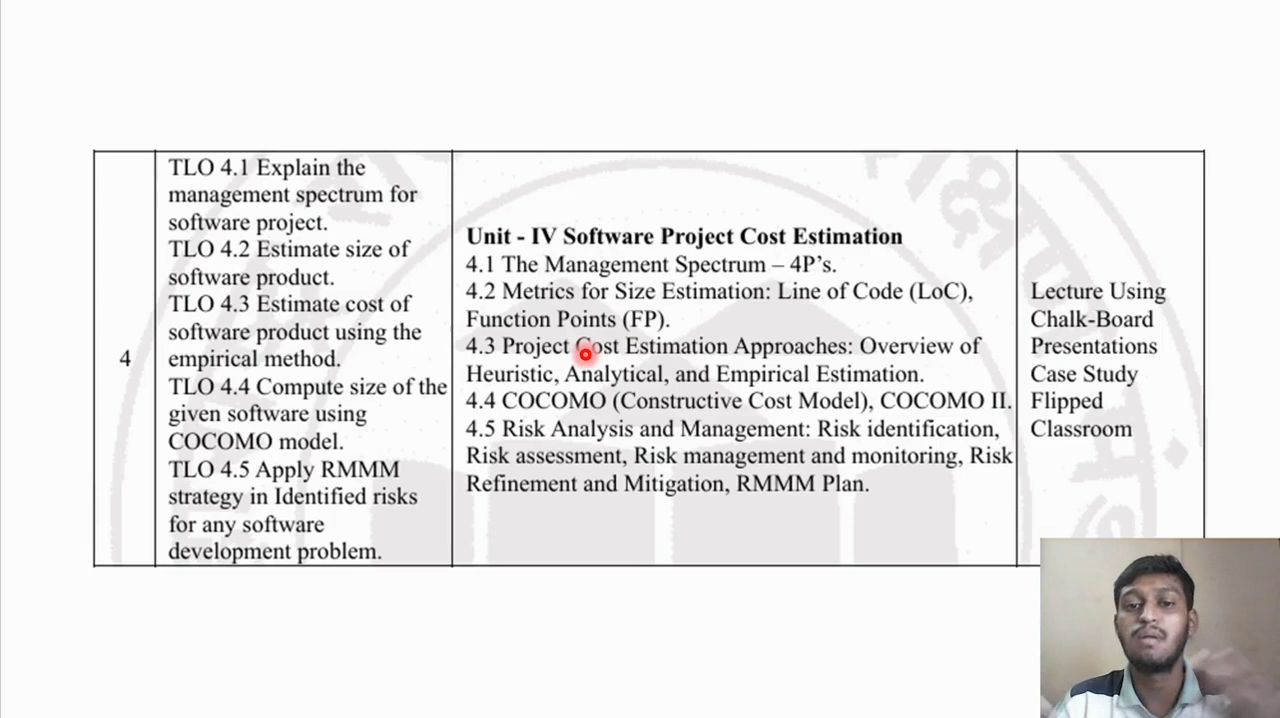 4
TLO 4.1 Explain the
management spectrum for
software project.
TLO 4.2 Estimate size of
software product.
TLO 4.3 Estimate cost of
software product using the
empirical method.
TLO 4.4 Compute size of the
given software using
COCOMO model.
TLO 4.5 Apply RMMM
strategy in Identified risks
for any software
development problem.
Unit - IV Software Project Cost Estimation
4.1 The Management Spectrum – 4P’s.
4.2 Metrics for Size Estimation: Line of Code (LoC),
Function Points (FP).
4.3 Project Cost Estimation Approaches: Overview of
Heuristic, Analytical, and Empirical Estimation.
4.4 COCOMO (Constructive Cost Model), COCOMO II.
4.5 Risk Analysis and Management: Risk identification,
Risk assessment, Risk management and monitoring, Risk
Refinement and Mitigation, RMMM Plan.
Lecture Using
Chalk-Board
Presentations
Case Study
Flipped
Classroom